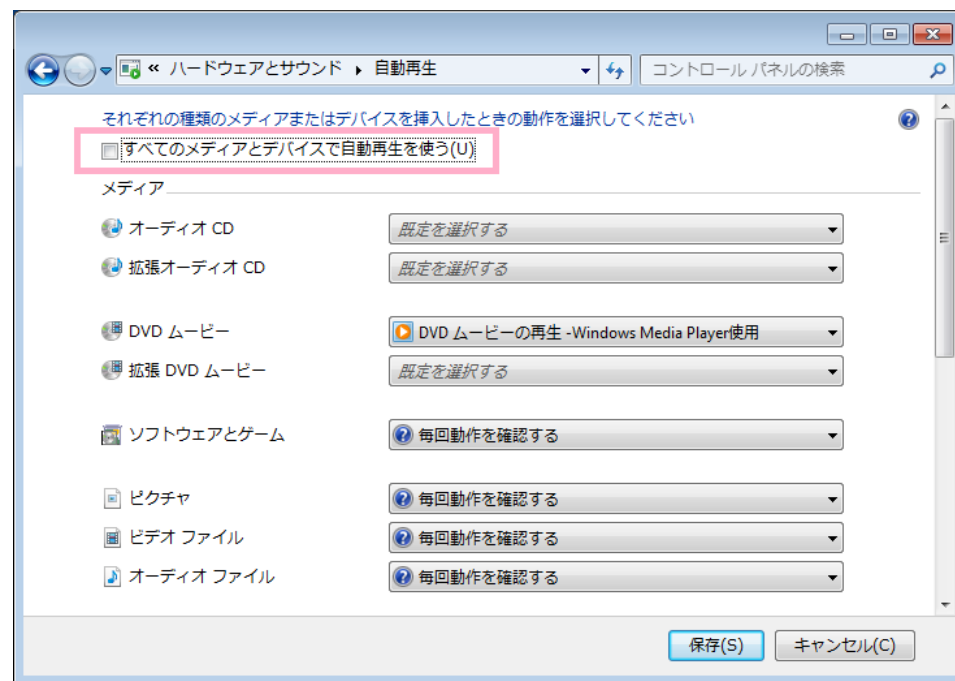 « ハードウェアとサウンド ▸ 自動再生
コントロール パネルの検索
それぞれの種類のメディアまたはデバイスを挿入したときの動作を選択してください
すべてのメディアとデバイスで自動再生を使う(U)
メディア
オーディオ CD 既定を選択する
拡張オーディオ CD 既定を選択する
DVD ムービー DVD ムービーの再生 -Windows Media Player使用
拡張 DVD ムービー 既定を選択する
ソフトウェアとゲーム 毎回動作を確認する
ピクチャ 毎回動作を確認する
ビデオ ファイル 毎回動作を確認する
オーディオ ファイル 毎回動作を確認する
保存(S) キャンセル(C)